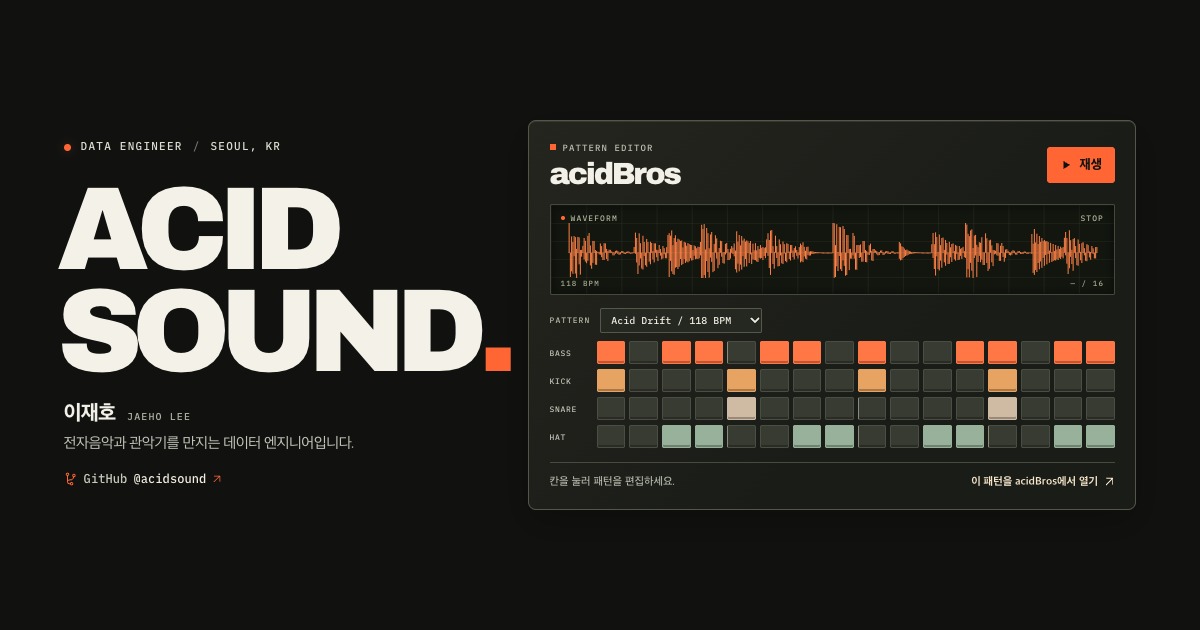 DATA ENGINEER / SEOUL, KR
ACID
SOUND.
이재호 JAEHO LEE
전자음악과 관악기를 만지는 데이터 엔지니어입니다.
GitHub @acidsound
PATTERN EDITOR
acidBros
재생
WAVEFORM
STOP
118 BPM
— / 16
PATTERN
Acid Drift / 118 BPM
BASS
KICK
SNARE
HAT
칸을 눌러 패턴을 편집하세요.
이 패턴을 acidBros에서 열기